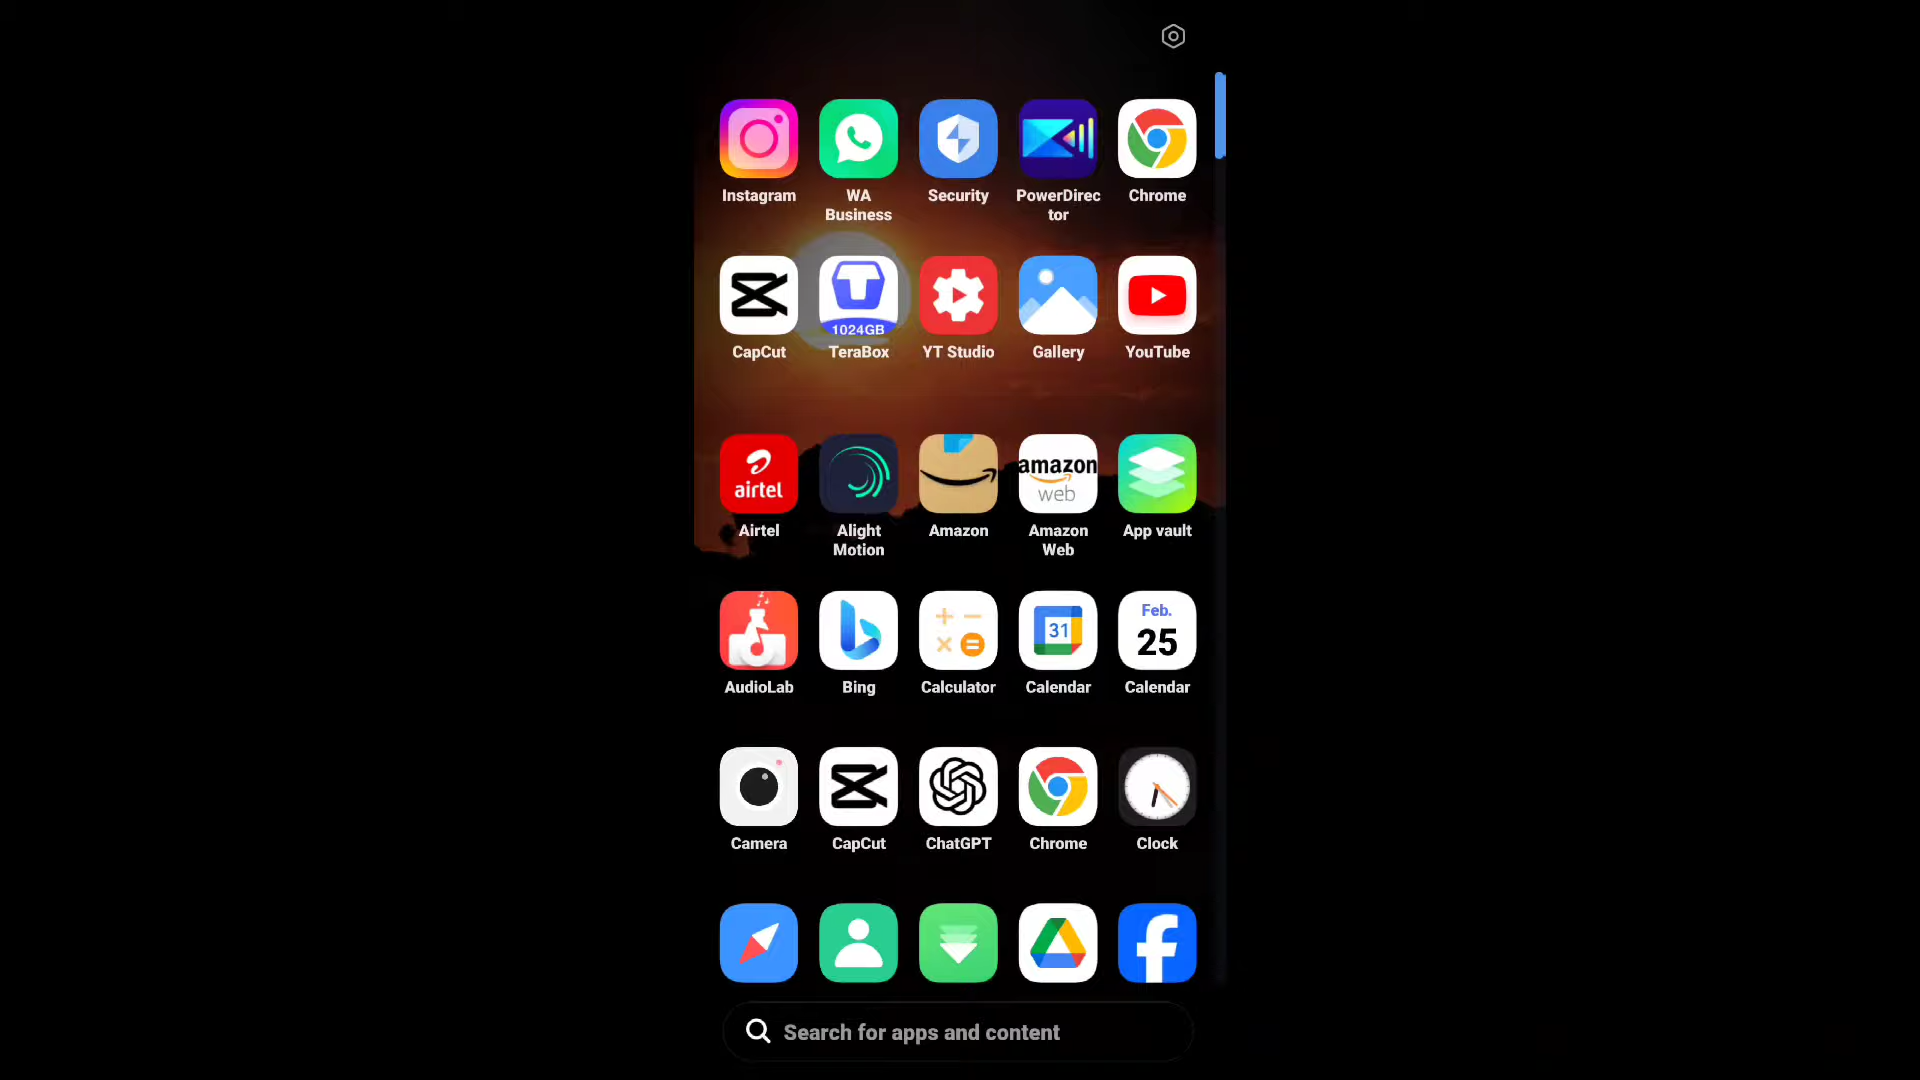 Instagram
WA
Business
Security
PowerDirec
tor
Chrome
CapCut
1024GB
TeraBox
YT Studio
Gallery
YouTube
airtel
Airtel
Alight
Motion
Amazon
amazon
web
Amazon
Web
App vault
AudioLab
Bing
Calculator
31
Calendar
Feb.
25
Calendar
Camera
CapCut
ChatGPT
Chrome
Clock
Search for apps and content